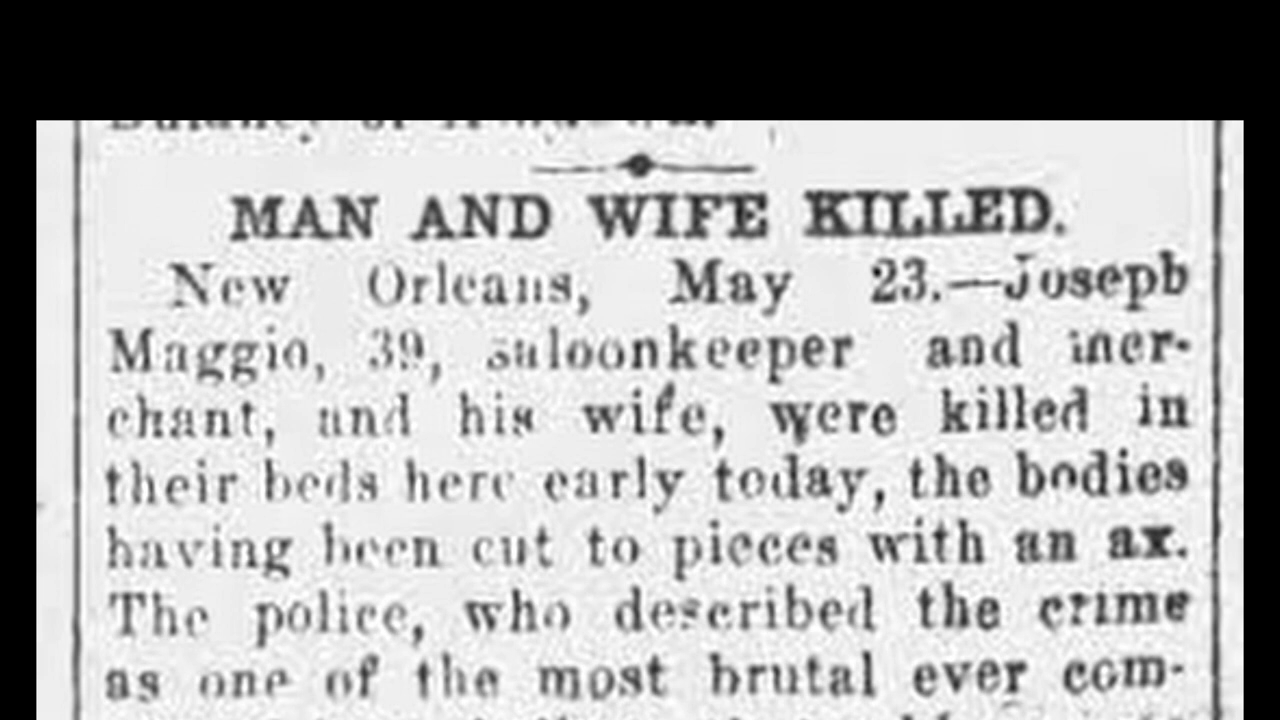 MAN AND WIFE KILLED.
New Orleans, May 23.—Joseph
Maggio, 39, saloonkeeper and mer-
chant, and his wife, were killed in
their beds here early today, the bodies
having been cut to pieces with an ax.
The police, who described the crime
as one of the most brutal ever com-